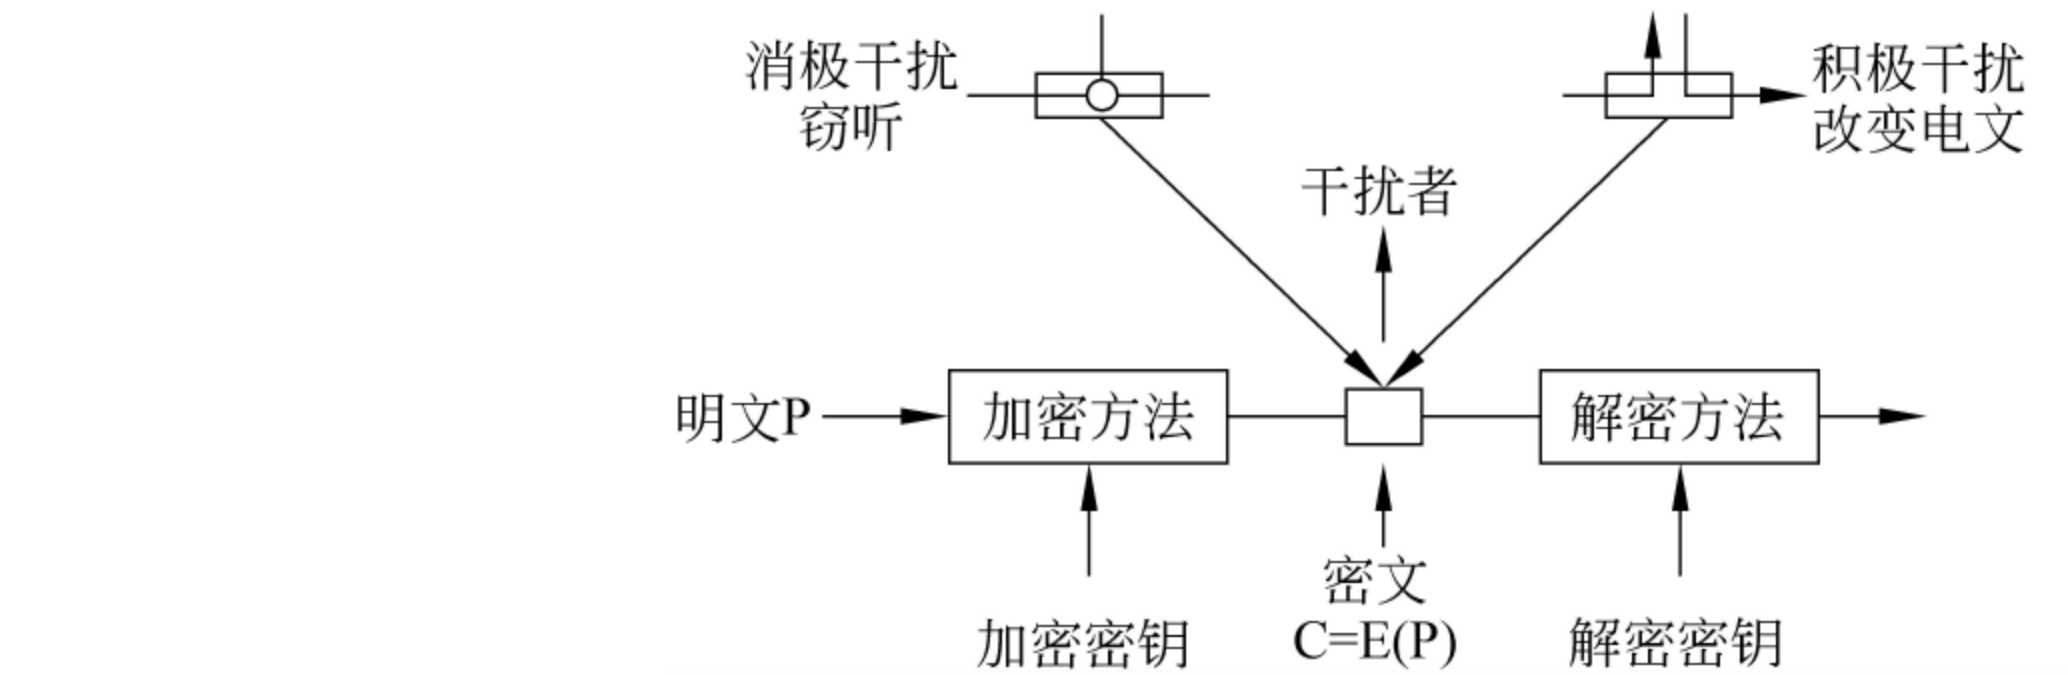 消极干扰
窃听
积极干扰
改变电文
干扰者
明文P
加密方法
解密方法
加密密钥
密文
C=E(P)
解密密钥